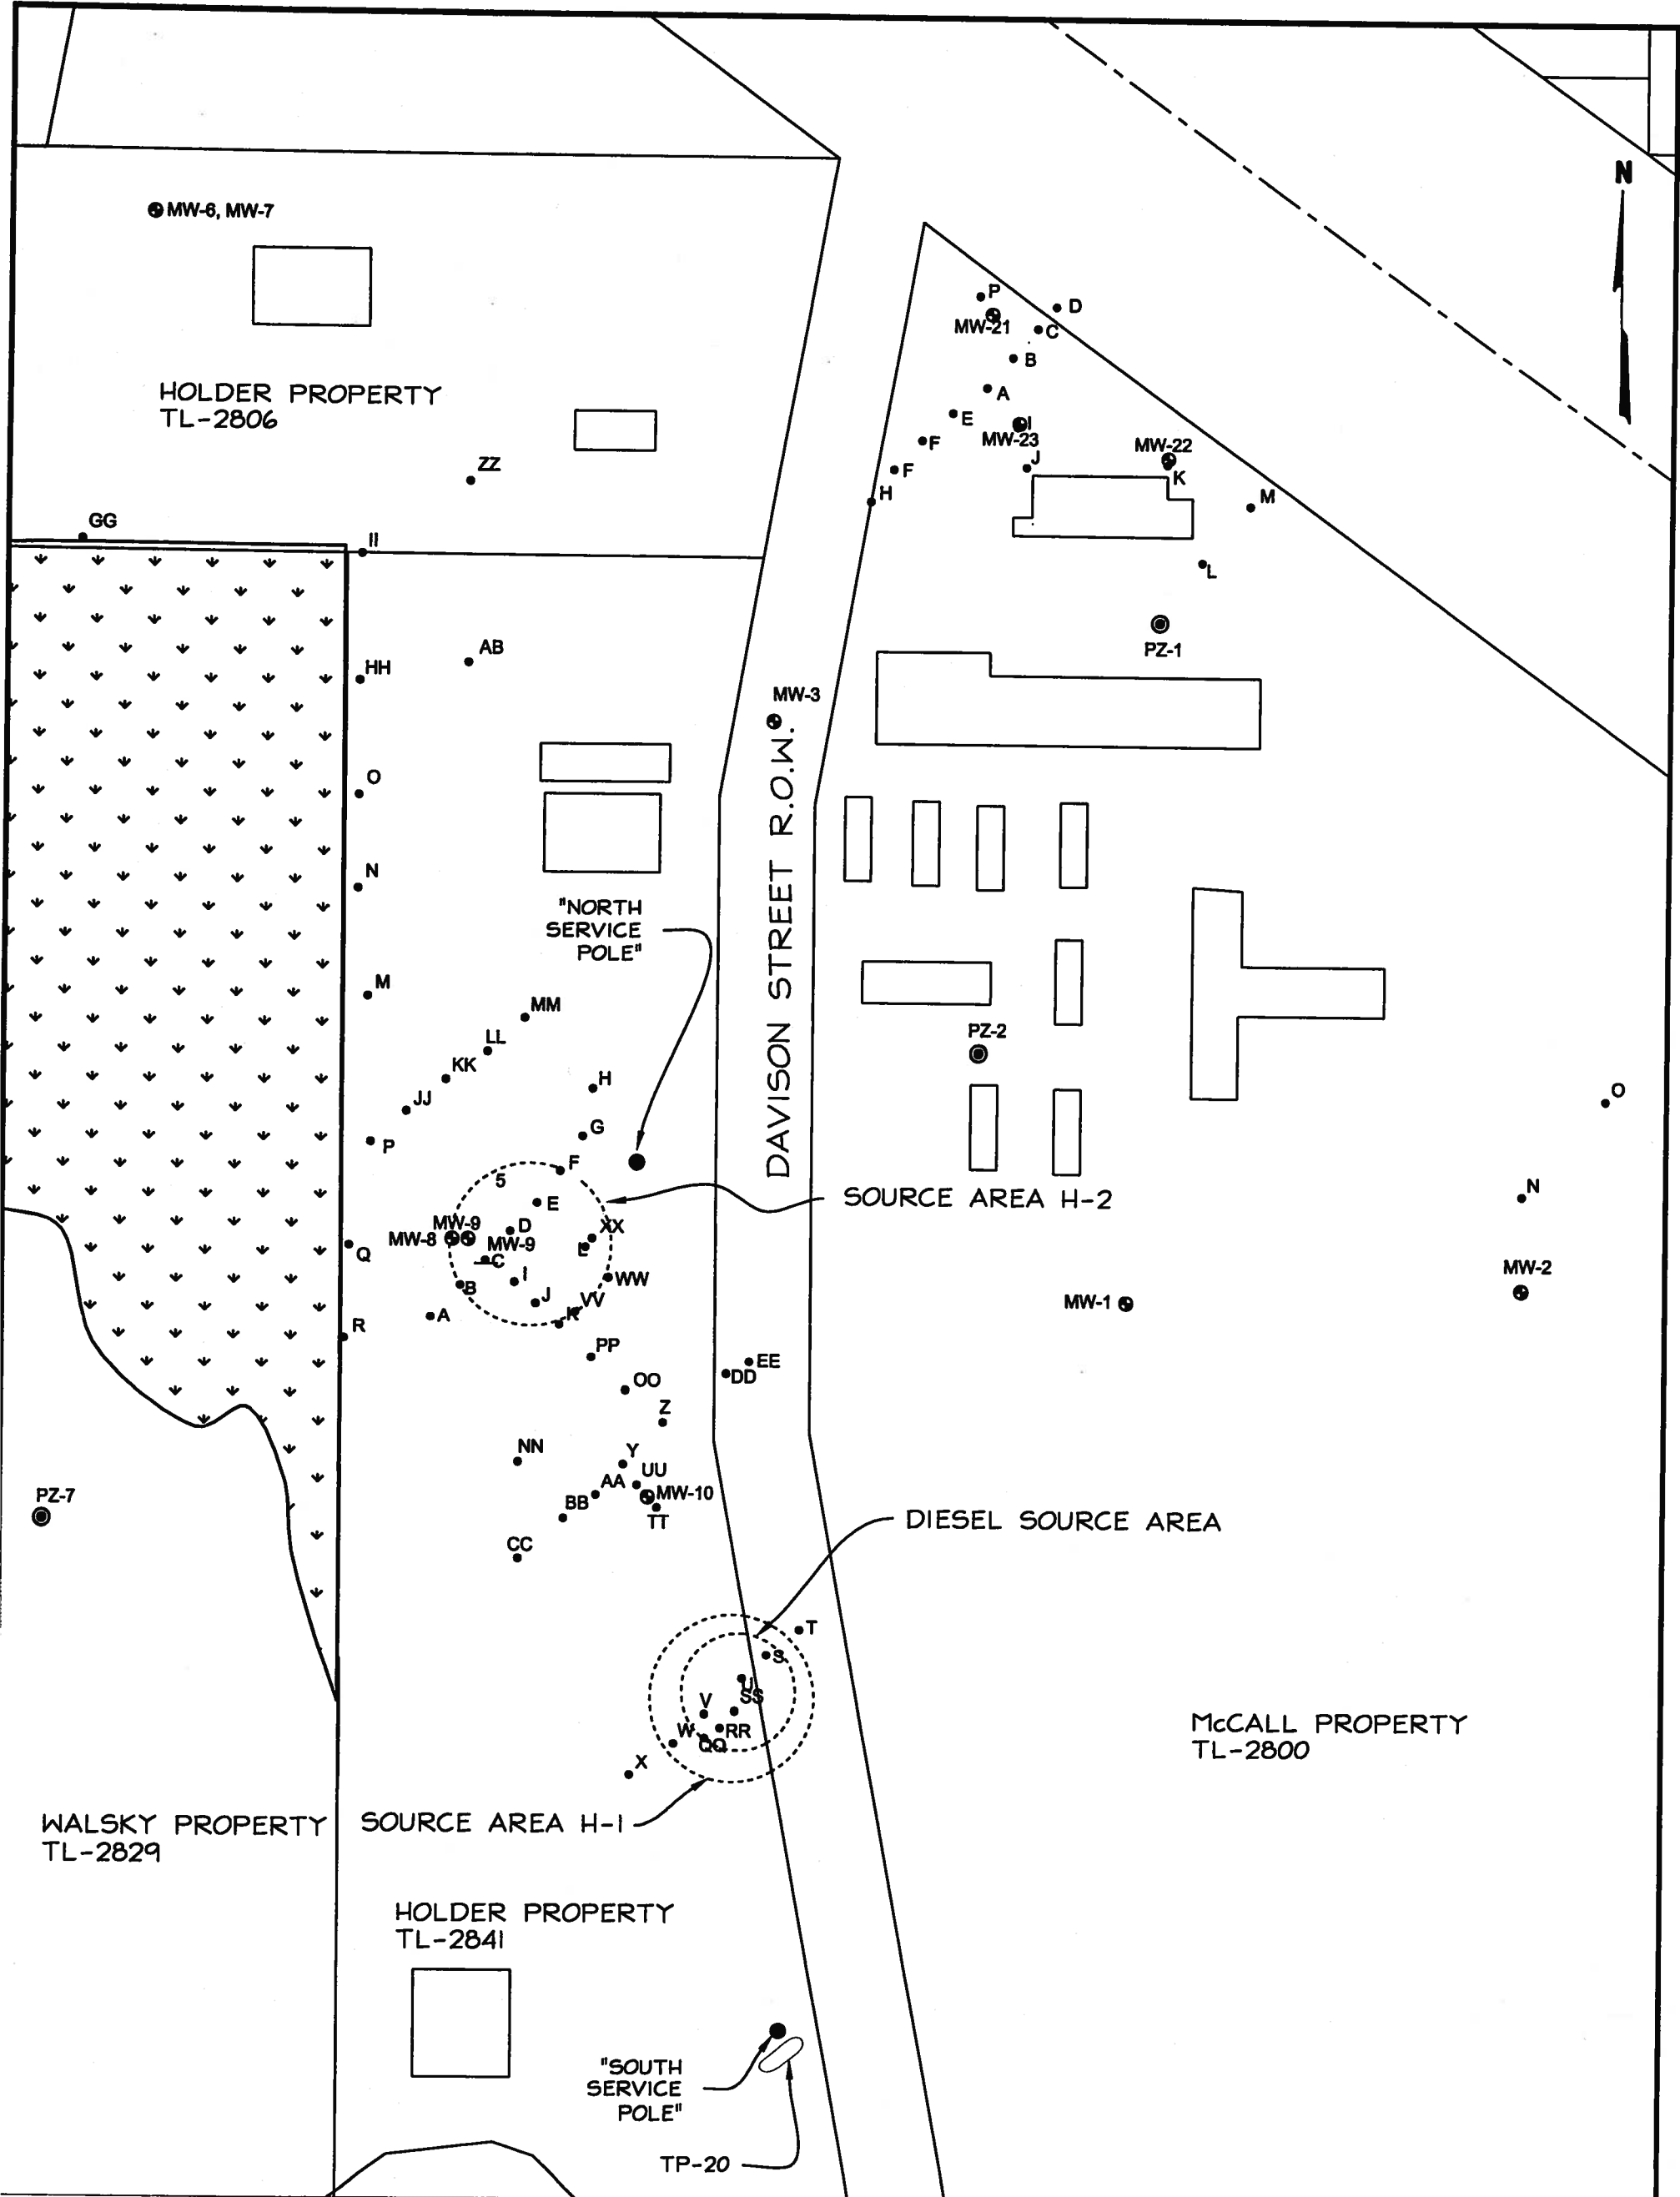 N
MW-6, MW-7
P
D
MW-21
C
B
A
HOLDER PROPERTY
TL-2806
E
I
MW-23
F
MW-22
J
F
K
ZZ
H
M
GG
II
L
AB
PZ-1
HH
MW-3
O
N
"NORTH
SERVICE
POLE"
DAVISON STREET R.O.W.
M
MM
LL
PZ-2
KK
H
JJ
O
G
P
F
5
E
SOURCE AREA H-2
N
MW-9
D
XX
MW-8
MW-9
L
Q
C
I
WW
MW-2
B
J
VV
MW-1
A
K
R
PP
EE
DD
OO
Z
NN
Y
UU
AA
MW-10
PZ-7
BB
TT
DIESEL SOURCE AREA
CC
T
S
U
SS
V
W
RR
QQ
McCALL PROPERTY
TL-2800
X
WALSKY PROPERTY
TL-2829
SOURCE AREA H-1
HOLDER PROPERTY
TL-2841
"SOUTH
SERVICE
POLE"
TP-20